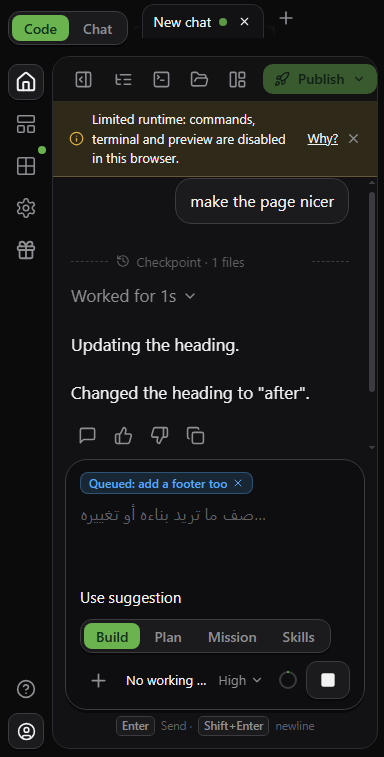 Code
Chat
New chat
Publish
Limited runtime: commands,
terminal and preview are disabled
in this browser.
Why?
make the page nicer
Checkpoint · 1 files
Worked for 1s
Updating the heading.
Changed the heading to "after".
Queued: add a footer too
صف ما تريد بناءه أو تغييره...
Use suggestion
Build
Plan
Mission
Skills
No working ...
High
Enter Send · Shift+Enter newline